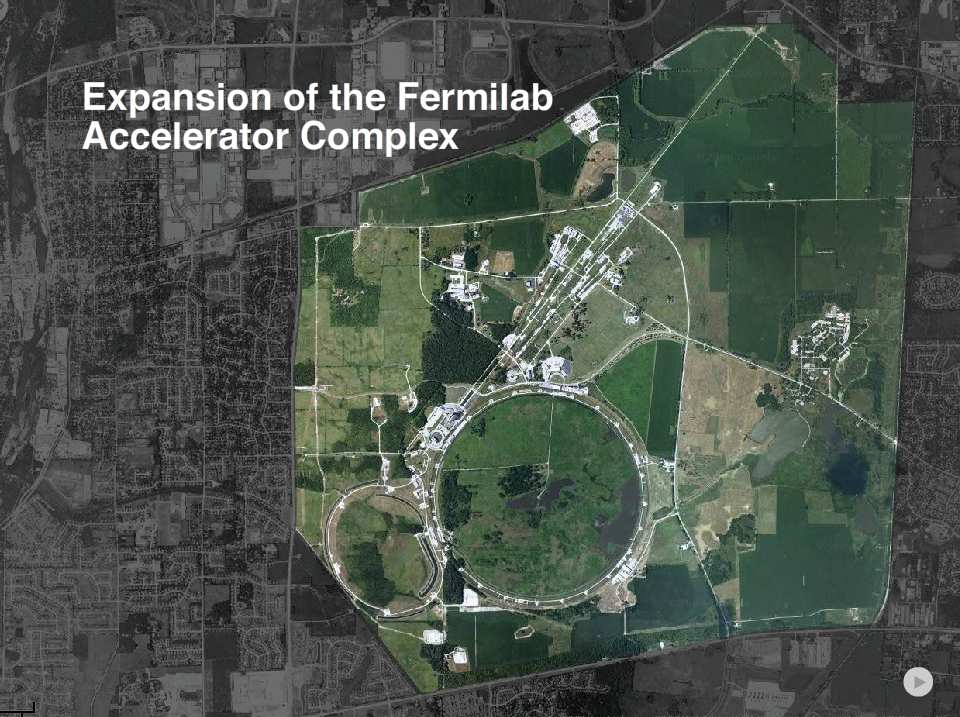 Expansion of the Fermilab
Accelerator Complex